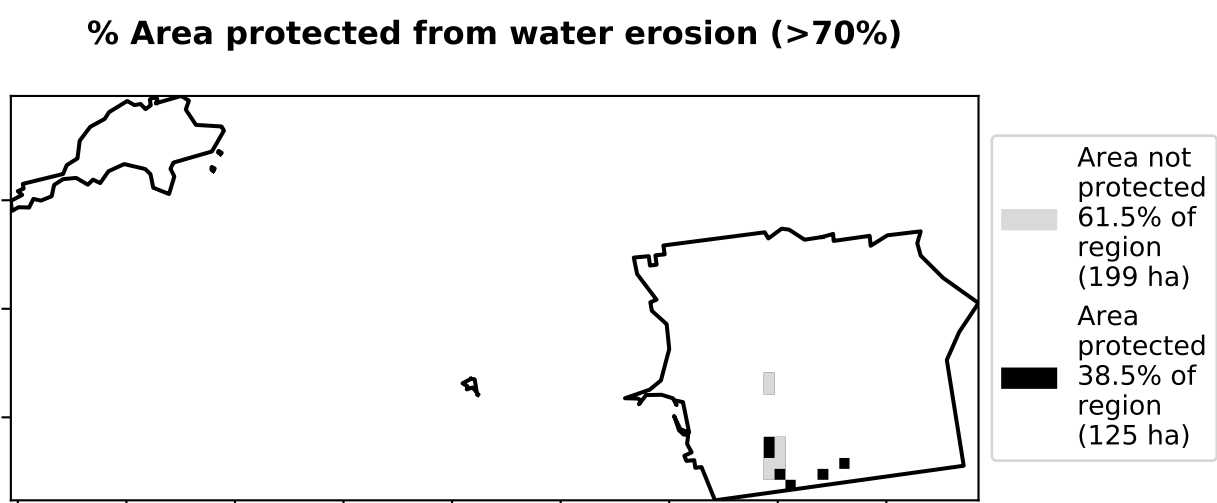 % Area protected from water erosion (>70%)
Area not
protected
61.5% of
region
(199 ha)
Area
protected
38.5% of
region
(125 ha)